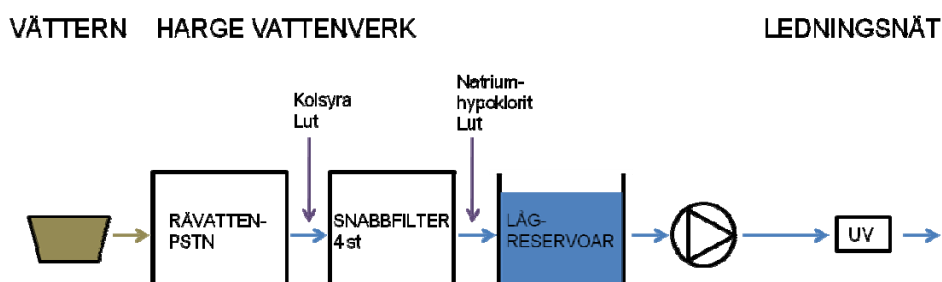 VÄTTERN HARGE VATTENVERK LEDNINGSNÄT
Kolsyra
Lut
Natrium-
hypoklorit
Lut
RÅVATTEN-
PSTN
SNABBFILTER
4 st
LÅG-
RESERVOAR
UV